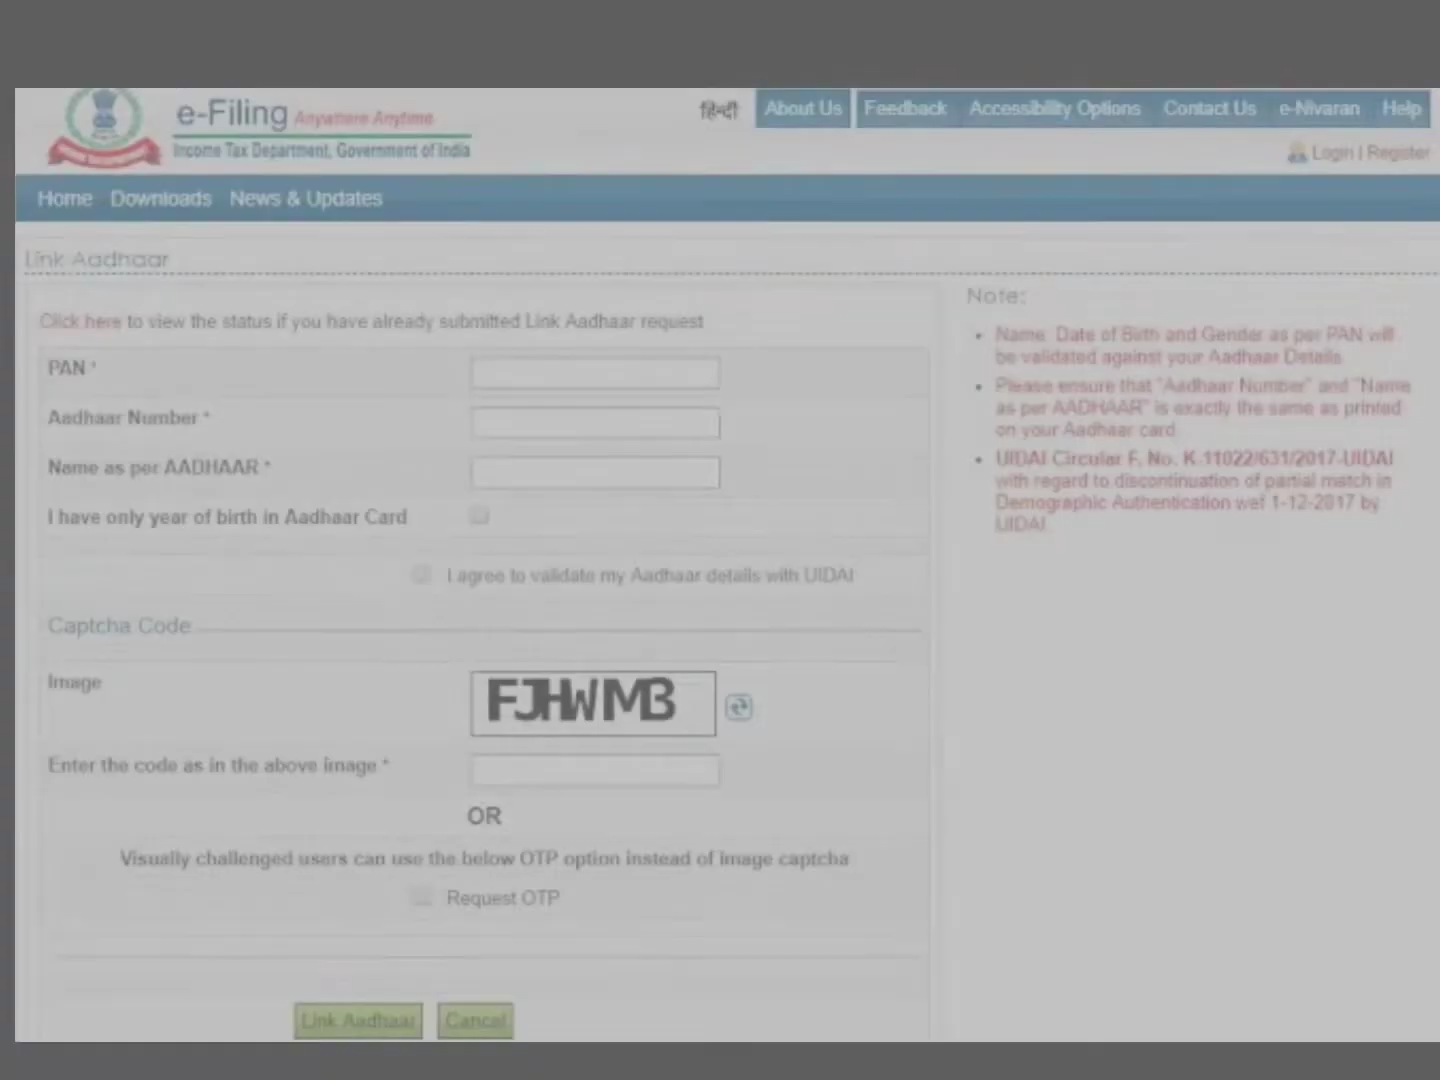 e-Filing Anywhere Anytime
Income Tax Department, Government of India
हिन्दी About Us Feedback Accessibility Options Contact Us e-Nivaran Help
Login | Register
Home Downloads News & Updates
Link Aadhaar
Click here to view the status if you have already submitted Link Aadhaar request
PAN *
Aadhaar Number *
Name as per AADHAAR *
I have only year of birth in Aadhaar Card
I agree to validate my Aadhaar details with UIDAI
Captcha Code
Image
FJHWMB
Enter the code as in the above image *
OR
Visually challenged users can use the below OTP option instead of image captcha
Request OTP
Link Aadhaar Cancel
Note:
• Name, Date of Birth and Gender as per PAN will
be validated against your Aadhaar Details
• Please ensure that "Aadhaar Number" and "Name
as per AADHAAR" is exactly the same as printed
on your Aadhaar card
• UIDAI Circular F. No. K-11022/631/2017-UIDAI
with regard to discontinuation of partial match in
Demographic Authentication wef 1-12-2017 by
UIDAI.